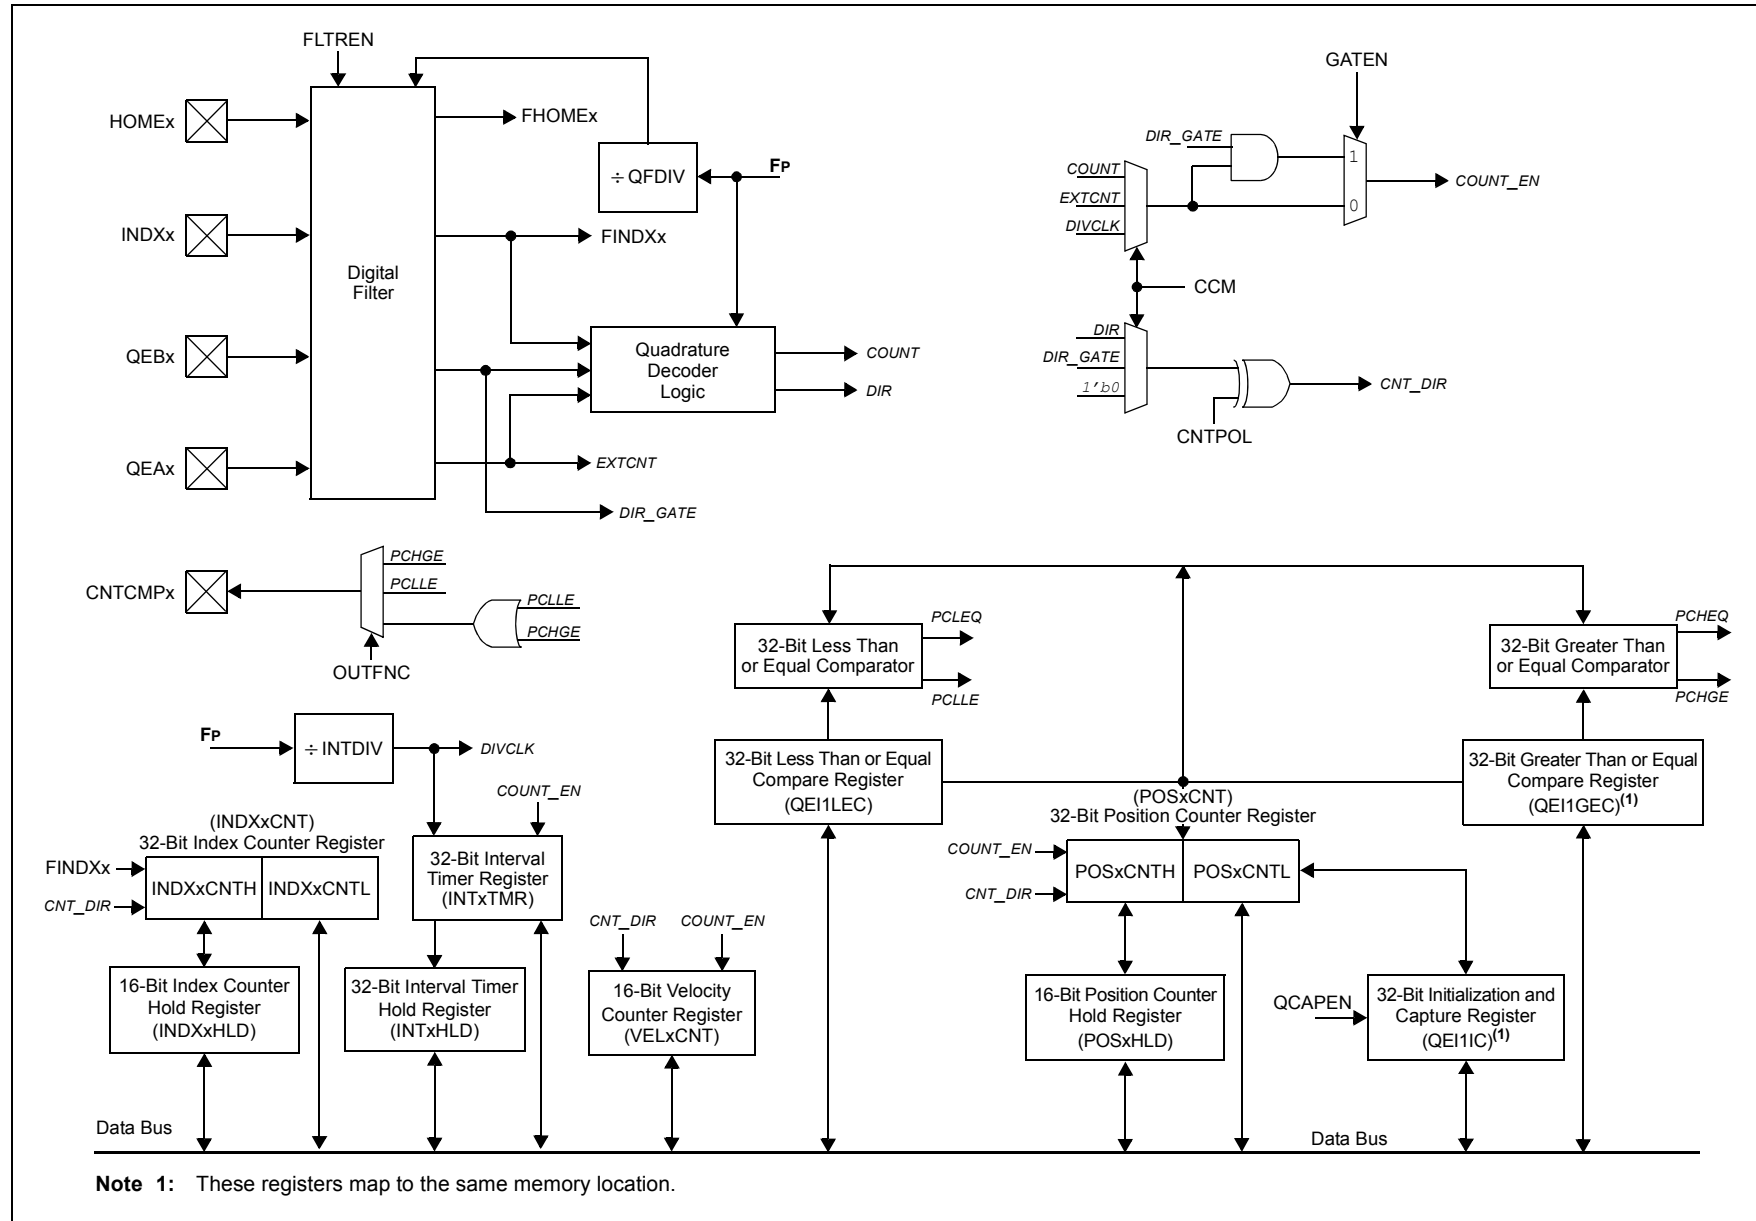 FLTREN
HOMEx
INDXx
QEBx
QEAx
Digital
Filter
FHOMEx
÷ QFDIV
FP
FINDXx
Quadrature
Decoder
Logic
COUNT
DIR
EXTCNT
DIR_GATE
GATEN
DIR_GATE
COUNT
EXTCNT
DIVCLK
1
0
COUNT_EN
CCM
DIR
DIR_GATE
1'b0
CNTPOL
CNT_DIR
CNTCMPx
PCHGE
PCLLE
PCLLE
PCHGE
OUTFNC
32-Bit Less Than
or Equal Comparator
PCLEQ
PCLLE
32-Bit Greater Than
or Equal Comparator
PCHEQ
PCHGE
FP
÷ INTDIV
DIVCLK
COUNT_EN
32-Bit Less Than or Equal
Compare Register
(QEI1LEC)
32-Bit Greater Than or Equal
Compare Register
(QEI1GEC)(1)
(INDXxCNT)
32-Bit Index Counter Register
FINDXx
CNT_DIR
INDXxCNTH
INDXxCNTL
32-Bit Interval
Timer Register
(INTxTMR)
(POSxCNT)
32-Bit Position Counter Register
COUNT_EN
CNT_DIR
POSxCNTH
POSxCNTL
16-Bit Index Counter
Hold Register
(INDXxHLD)
32-Bit Interval Timer
Hold Register
(INTxHLD)
CNT_DIR
COUNT_EN
16-Bit Velocity
Counter Register
(VELxCNT)
16-Bit Position Counter
Hold Register
(POSxHLD)
QCAPEN
32-Bit Initialization and
Capture Register
(QEI1IC)(1)
Data Bus
Data Bus
Note 1: These registers map to the same memory location.